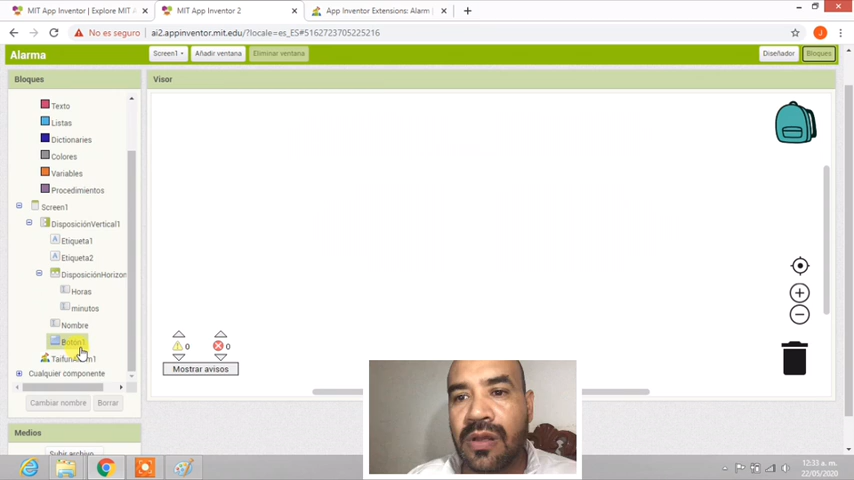 MIT App Inventor | Explore MIT A
MIT App Inventor 2
App Inventor Extensions: Alarm |
No es seguro | ai2.appinventor.mit.edu/?locale=es_ES#5162723705225216
J
Alarma
Screen1
Añadir ventana
Eliminar ventana
Diseñador
Bloques
Bloques
Visor
Texto
Listas
Dictionaries
Colores
Variables
Procedimientos
Screen1
DisposiciónVertical1
A Etiqueta1
A Etiqueta2
DisposiciónHorizon
Horas
minutos
Nombre
Botón1
Cualquier componente
Cambiar nombre
Borrar
Medios
Subir archivo
0
0
Mostrar avisos
12:33 a. m.
22/05/2020